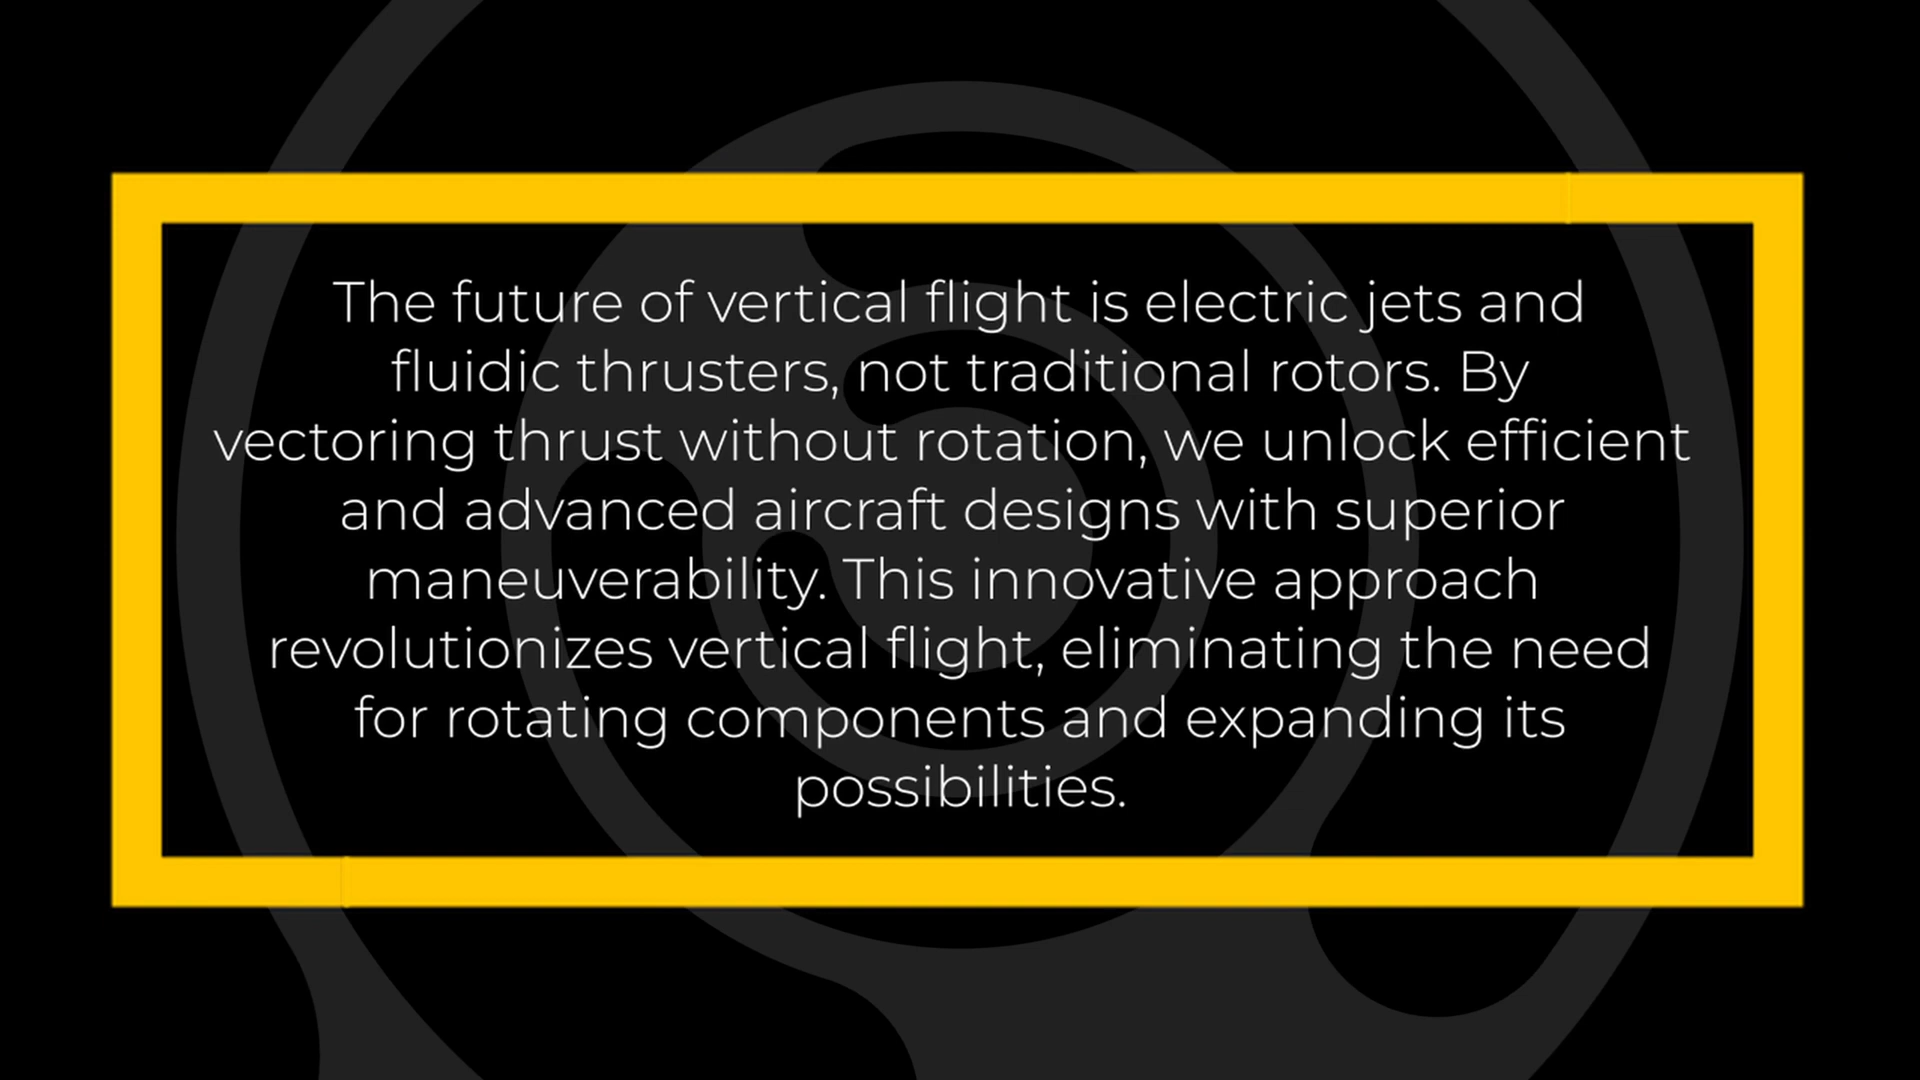 The future of vertical flight is electric jets and
fluidic thrusters, not traditional rotors. By
vectoring thrust without rotation, we unlock efficient
and advanced aircraft designs with superior
maneuverability. This innovative approach
revolutionizes vertical flight, eliminating the need
for rotating components and expanding its
possibilities.